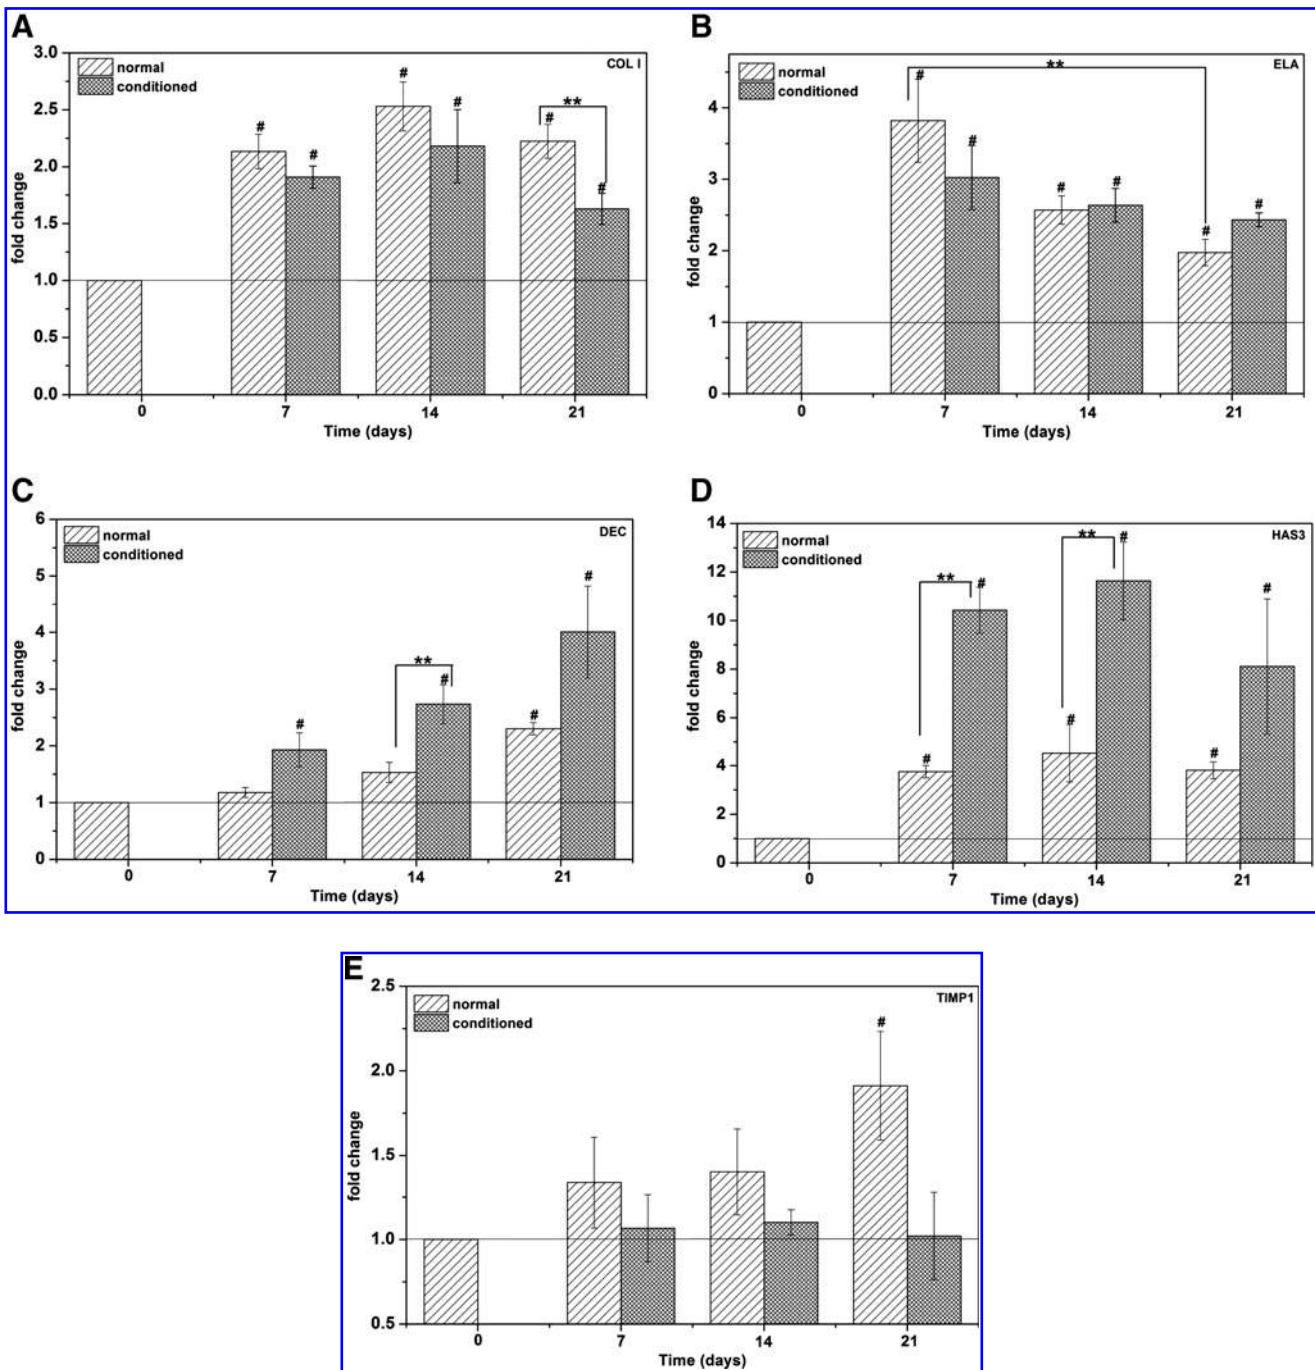 A
COL I
normal
conditioned
3.0
2.5
2.0
1.5
1.0
0.5
0.0
fold change
# # # # ** # #
0 7 14 21
Time (days)
B
ELA
normal
conditioned
4
3
2
1
0
fold change
# # ** # # # #
0 7 14 21
Time (days)
C
DEC
normal
conditioned
6
5
4
3
2
1
0
fold change
# ** # # #
0 7 14 21
Time (days)
D
HAS3
normal
conditioned
14
12
10
8
6
4
2
0
fold change
# ** # # ** # # #
0 7 14 21
Time (days)
E
TIMP1
normal
conditioned
2.5
2.0
1.5
1.0
0.5
fold change
#
0 7 14 21
Time (days)